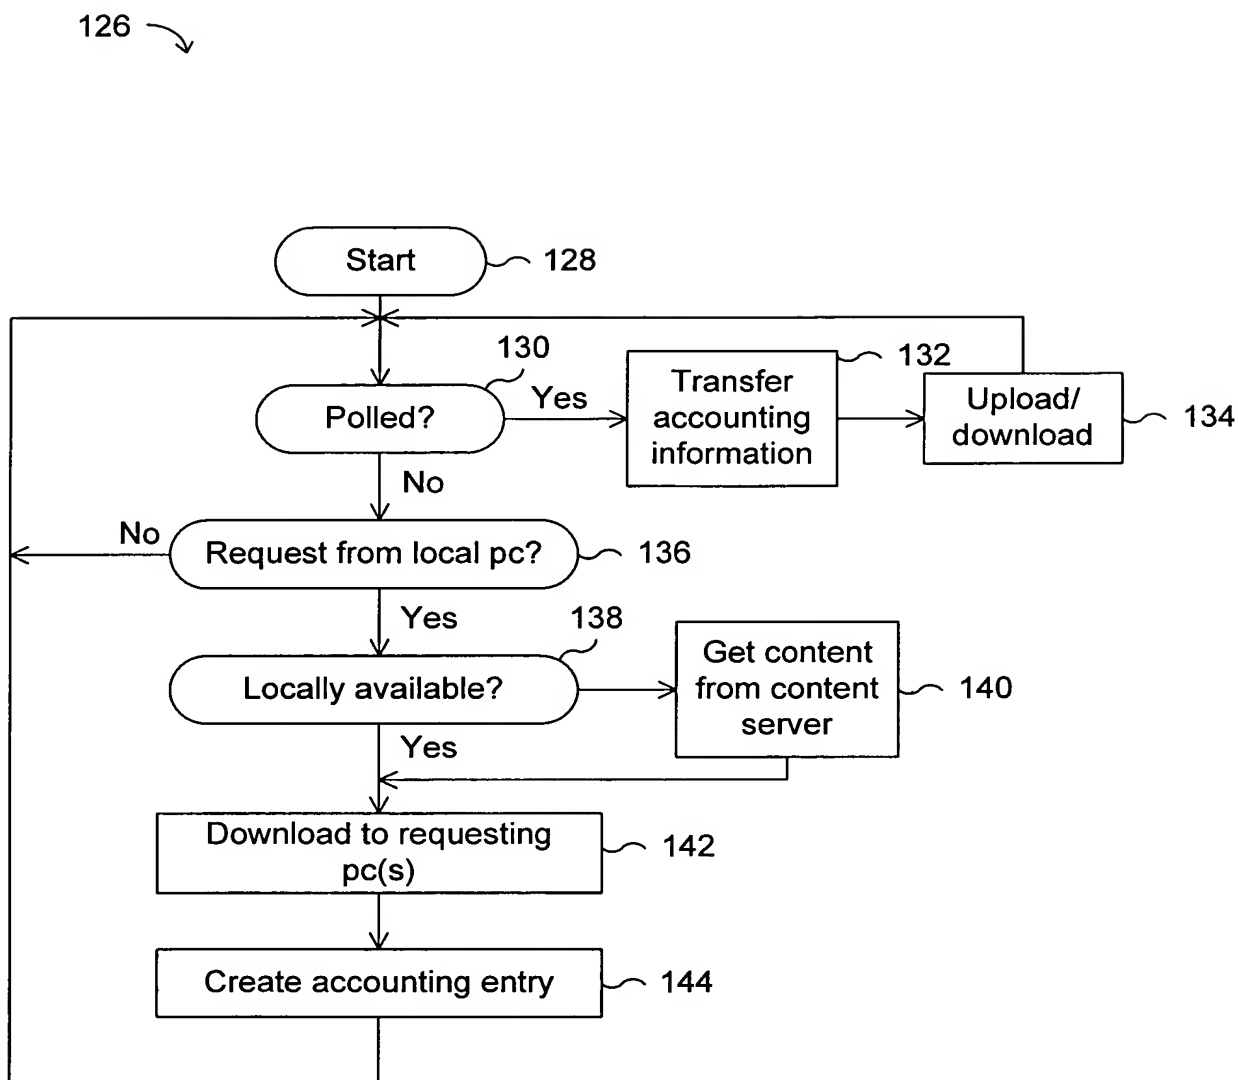 126
Start
128
130
Polled?
Yes
Transfer
accounting
information
132
Upload/
download
134
No
No
Request from local pc?
136
Yes
138
Locally available?
Get content
from content
server
140
Yes
Download to requesting
pc(s)
142
Create accounting entry
144